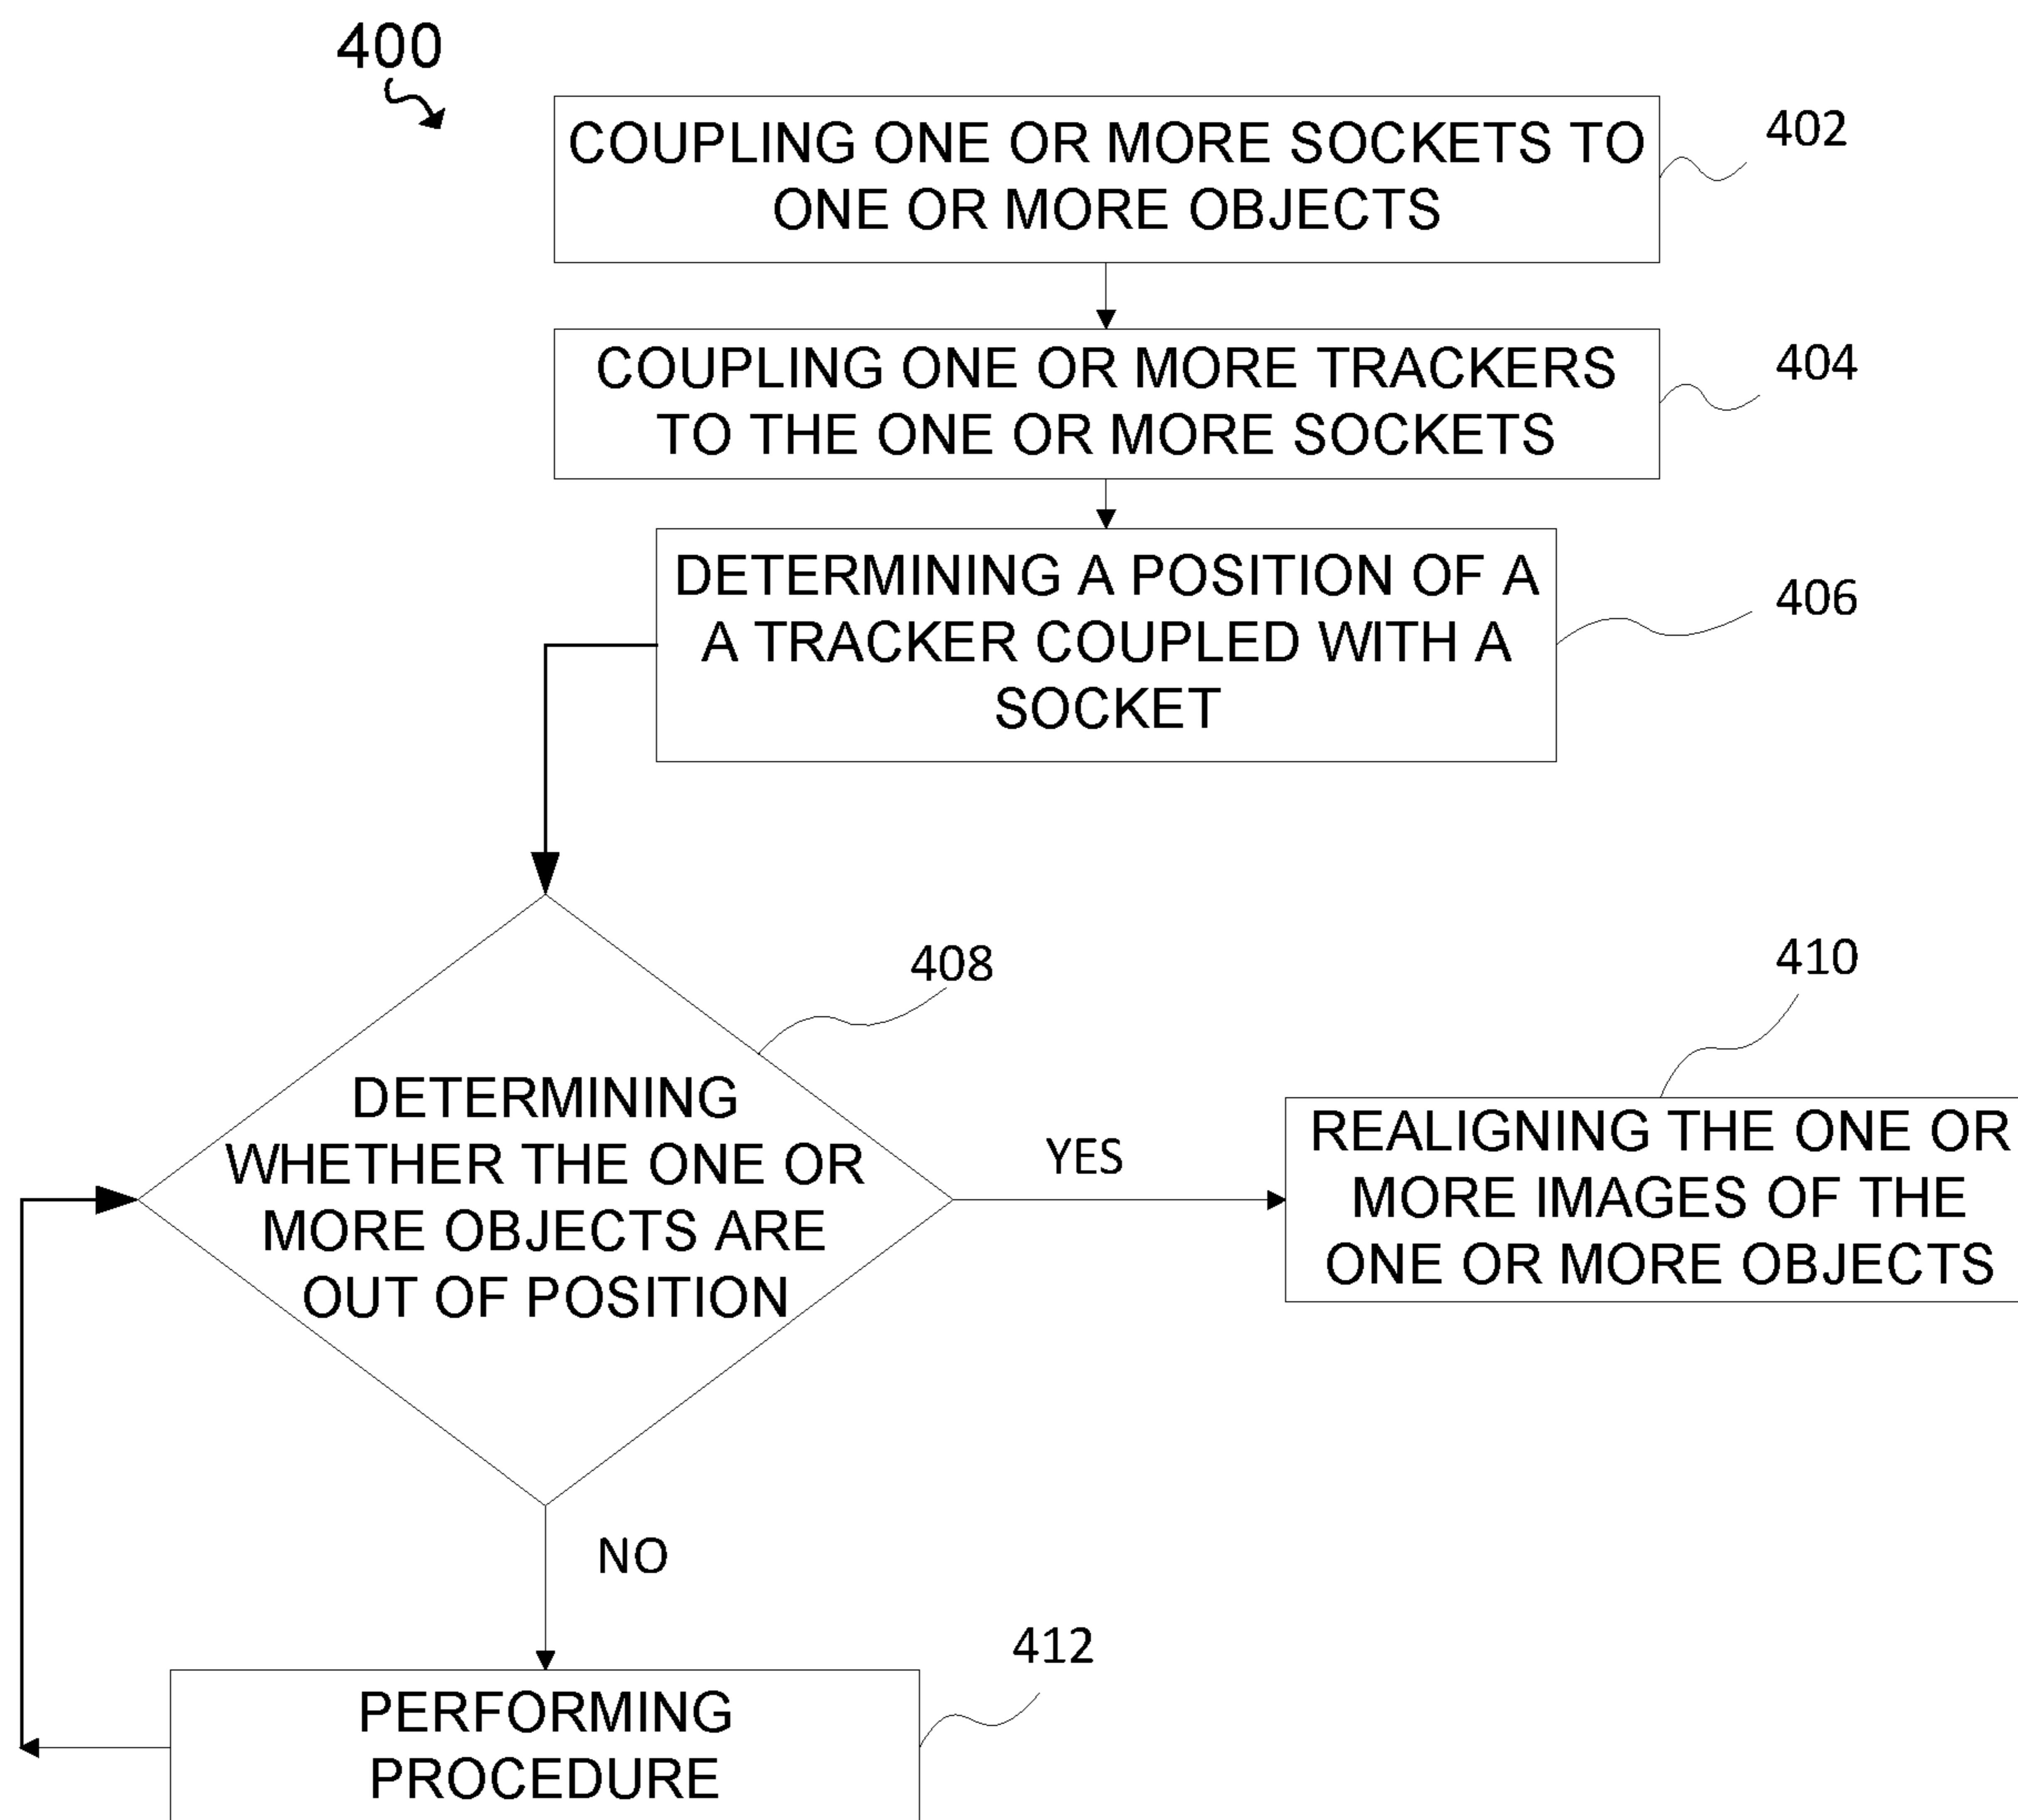 400
COUPLING ONE OR MORE SOCKETS TO
ONE OR MORE OBJECTS
402
COUPLING ONE OR MORE TRACKERS
TO THE ONE OR MORE SOCKETS
404
DETERMINING A POSITION OF A
A TRACKER COUPLED WITH A
SOCKET
406
408
DETERMINING
WHETHER THE ONE OR
MORE OBJECTS ARE
OUT OF POSITION
YES
410
REALIGNING THE ONE OR
MORE IMAGES OF THE
ONE OR MORE OBJECTS
NO
412
PERFORMING
PROCEDURE